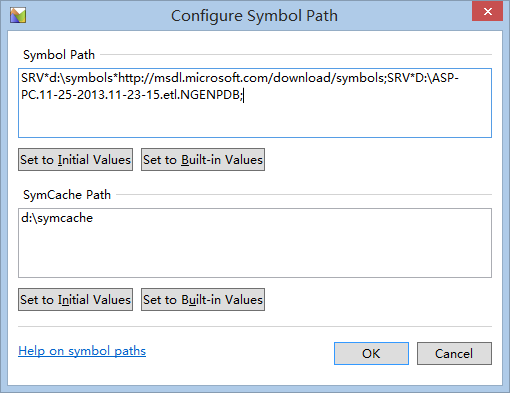 Configure Symbol Path
Symbol Path
SRV*d:\symbols*http://msdl.microsoft.com/download/symbols;SRV*D:\ASP-
PC.11-25-2013.11-23-15.etl.NGENPDB;
Set to Initial Values Set to Built-in Values
SymCache Path
d:\symcache
Set to Initial Values Set to Built-in Values
Help on symbol paths OK Cancel